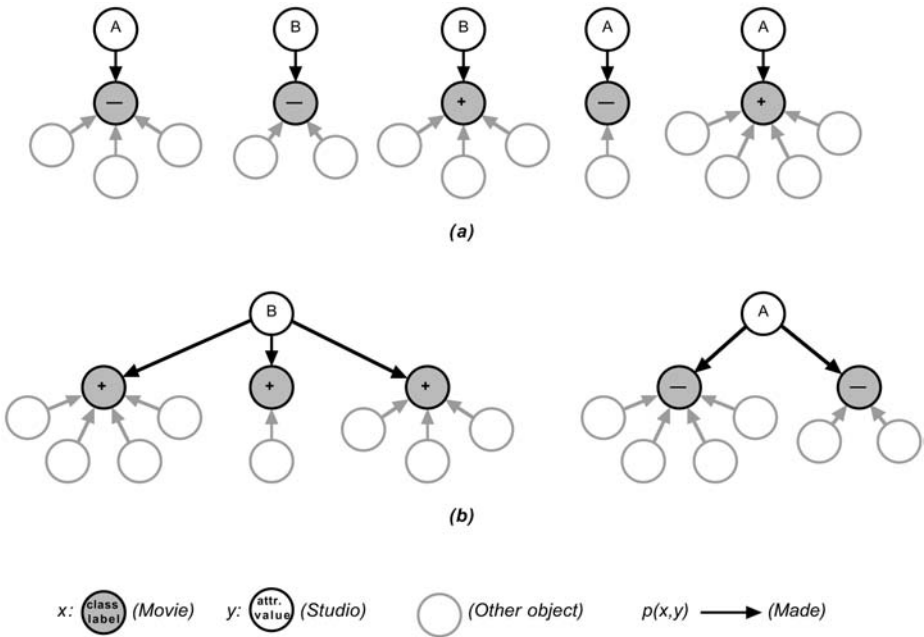 A B B A A
— — + — +
(a)
B A
+ + + — —
(b)
x: class label (Movie) y: attr. value (Studio) (Other object) p(x,y) (Made)